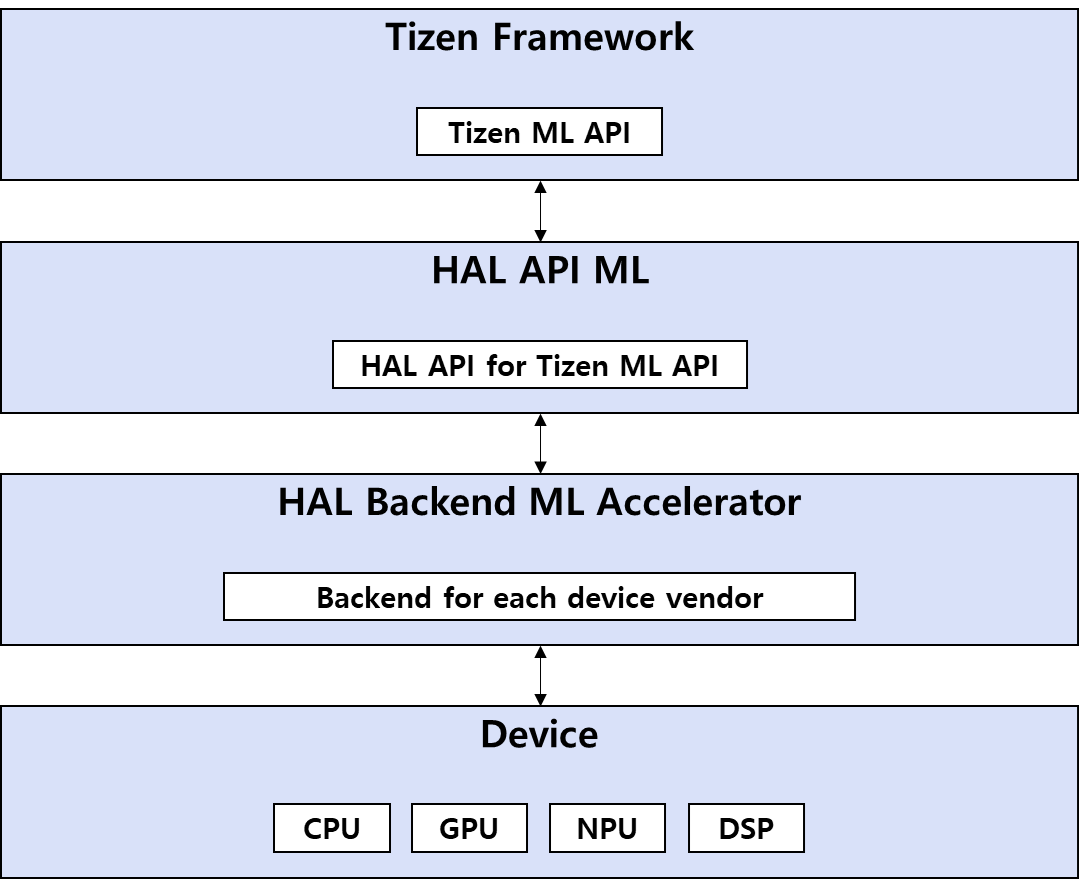 Tizen Framework
Tizen ML API
HAL API ML
HAL API for Tizen ML API
HAL Backend ML Accelerator
Backend for each device vendor
Device
CPU GPU NPU DSP